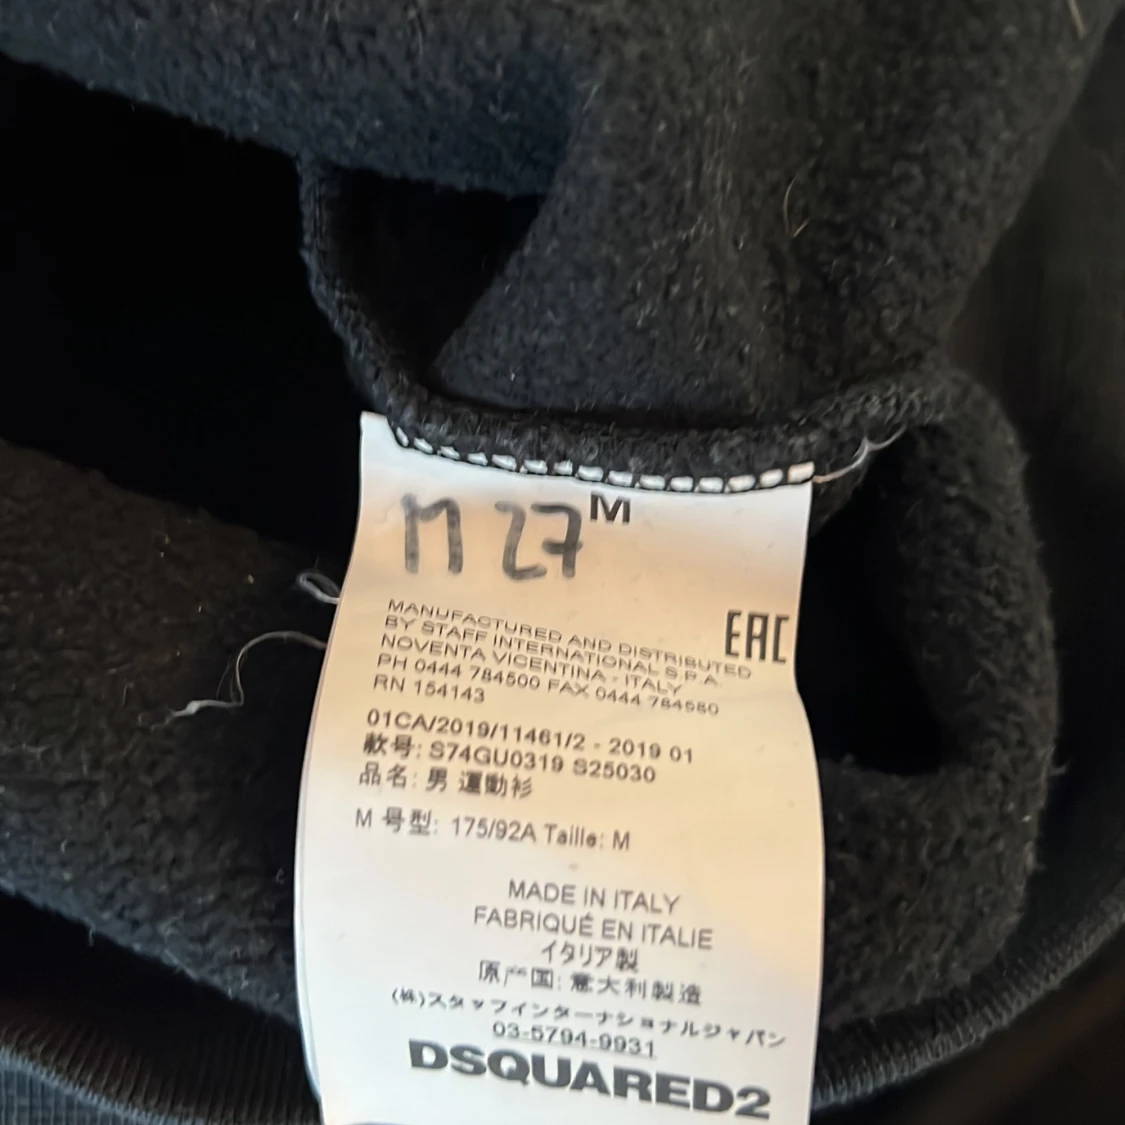 M 27
M
EAC
MANUFACTURED AND DISTRIBUTED
BY STAFF INTERNATIONAL S.P.A.
NOVENTA VICENTINA - ITALY
PH 0444 784500 FAX 0444 784580
RN 154143
01CA/2019/11461/2 - 2019 01
款号: S74GU0319 S25030
品名: 男 運動衫
M 号型: 175/92A Taille: M
MADE IN ITALY
FABRIQUÉ EN ITALIE
イタリア製
原产国: 意大利製造
(株)スタッフインターナショナルジャパン
03-5794-9931
DSQUARED2